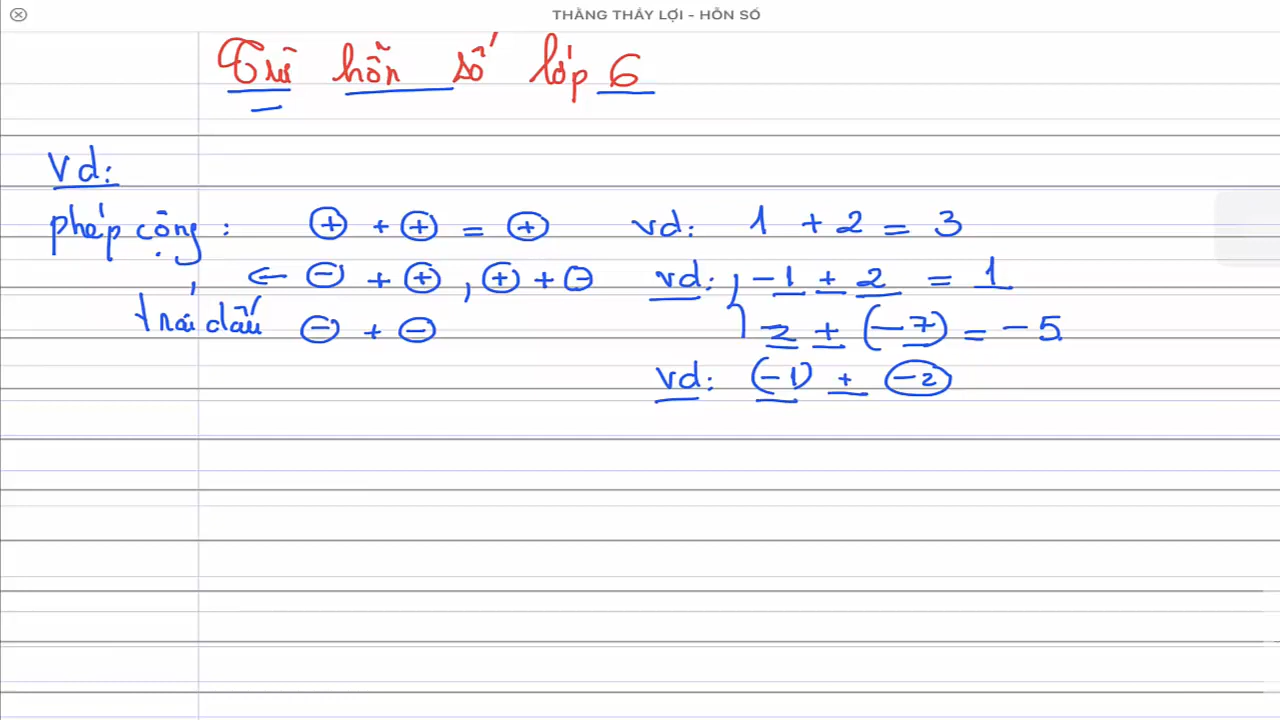 THẰNG THẦY LỢI - HỖN SỐ
Trừ hỗn số lớp 6
Vd:
phép cộng: ⊕ + ⊕ = ⊕ vd: 1 + 2 = 3
← ⊖ + ⊕, ⊕ + ⊖ vd: -1 + 2 = 1
trái dấu ⊖ + ⊖ 2 + (-7) = -5
vd: (-1) + (-2)